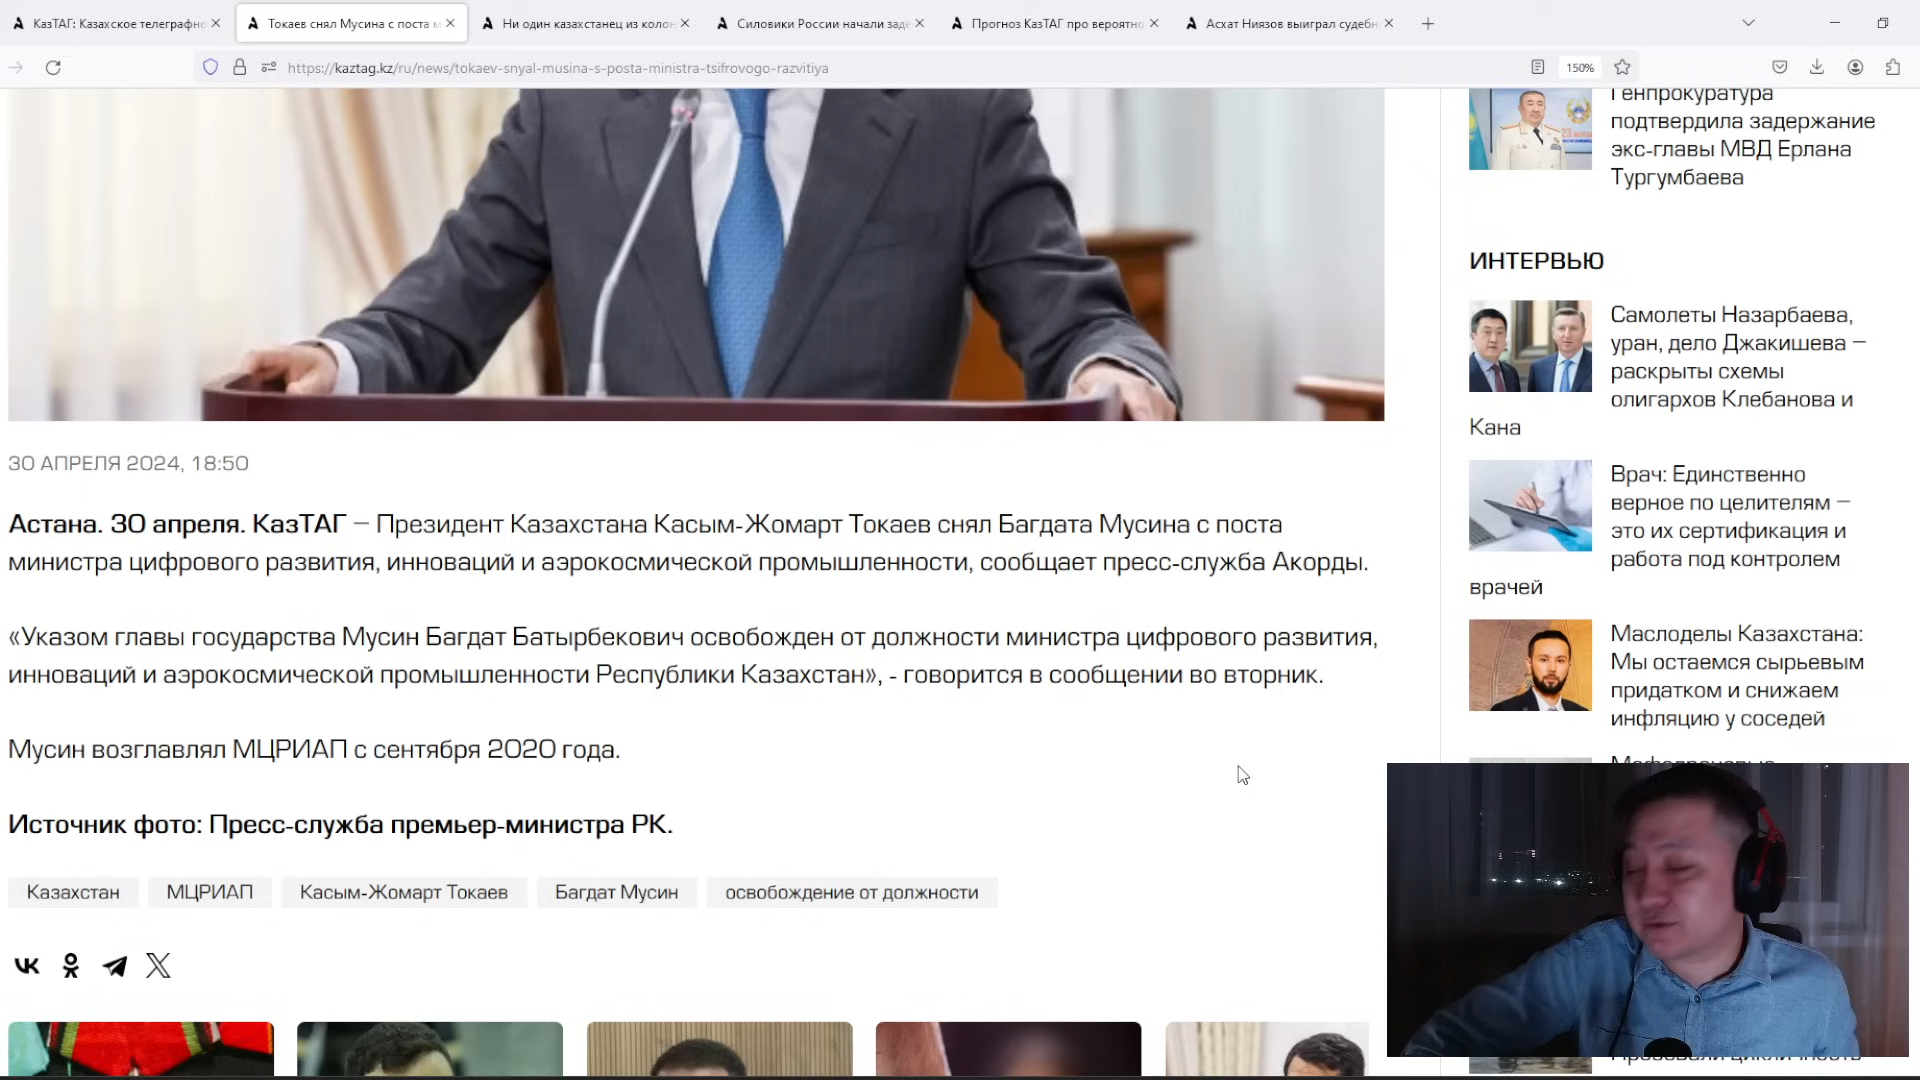 КазТАГ: Казахское телеграфно
Токаев снял Мусина с поста м
Ни один казахстанец из колон
Силовики России начали заде
Прогноз КазТАГ про вероятно
Асхат Ниязов выиграл судебн
https://kaztag.kz/ru/news/tokaev-snyal-musina-s-posta-ministra-tsifrovogo-razvitiya
150%
30 АПРЕЛЯ 2024, 18:50
Астана. 30 апреля. КазТАГ – Президент Казахстана Касым-Жомарт Токаев снял Багдата Мусина с поста
министра цифрового развития, инноваций и аэрокосмической промышленности, сообщает пресс-служба Акорды.
«Указом главы государства Мусин Багдат Батырбекович освобожден от должности министра цифрового развития,
инноваций и аэрокосмической промышленности Республики Казахстан», - говорится в сообщении во вторник.
Мусин возглавлял МЦРИАП с сентября 2020 года.
Источник фото: Пресс-служба премьер-министра РК.
Казахстан
МЦРИАП
Касым-Жомарт Токаев
Багдат Мусин
освобождение от должности
Генпрокуратура
подтвердила задержание
экс-главы МВД Ерлана
Тургумбаева
ИНТЕРВЬЮ
Самолеты Назарбаева,
уран, дело Джакишева –
раскрыты схемы
олигархов Клебанова и
Кана
Врач: Единственно
верное по целителям –
это их сертификация и
работа под контролем
врачей
Маслоделы Казахстана:
Мы остаемся сырьевым
придатком и снижаем
инфляцию у соседей